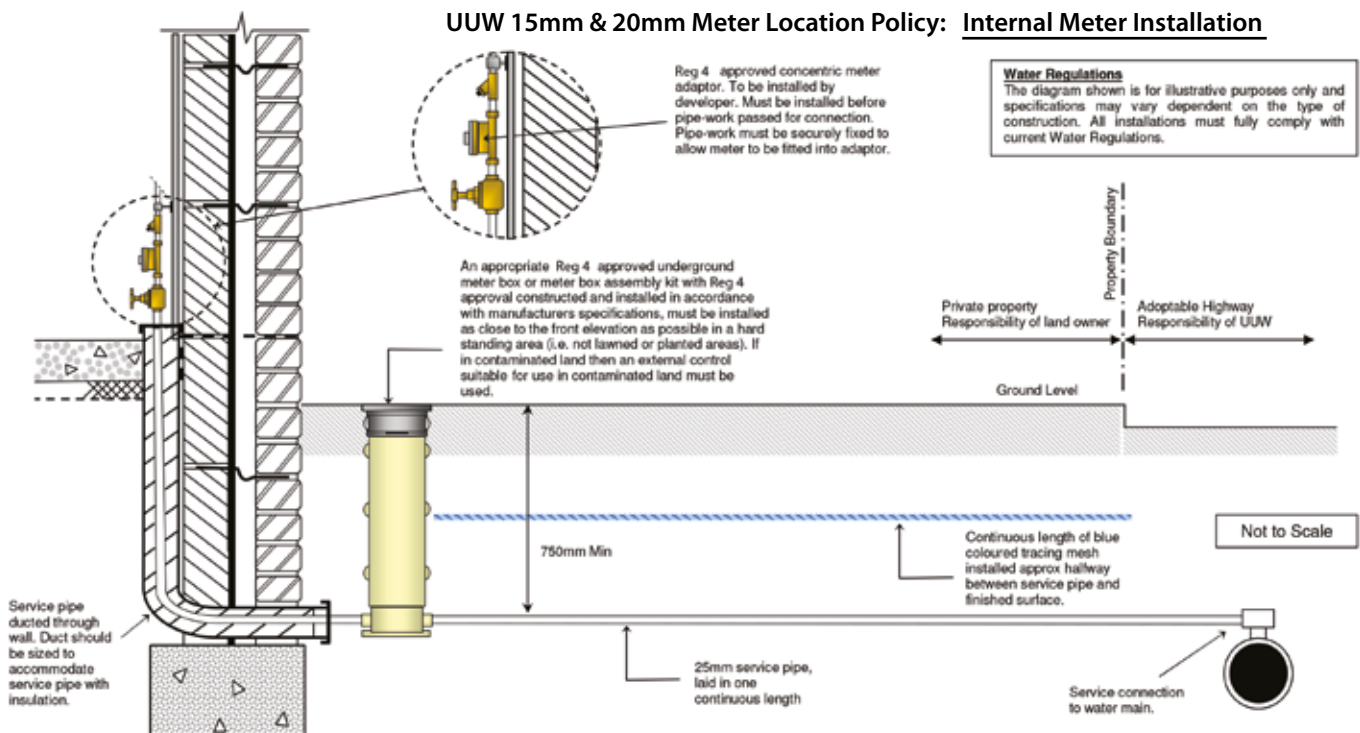 UUW 15mm & 20mm Meter Location Policy: Internal Meter Installation
Reg 4 approved concentric meter
adaptor. To be installed by
developer. Must be installed before
pipe-work passed for connection.
Pipe-work must be securely fixed to
allow meter to be fitted into adaptor.
Water Regulations
The diagram shown is for illustrative purposes only and
specifications may vary dependent on the type of
construction. All installations must fully comply with
current Water Regulations.
An appropriate Reg 4 approved underground
meter box or meter box assembly kit with Reg 4
approval constructed and installed in accordance
with manufacturers specifications, must be installed
as close to the front elevation as possible in a hard
standing area (i.e. not lawned or planted areas). If
in contaminated land then an external control
suitable for use in contaminated land must be
used.
Property Boundary
Private property
Responsibility of land owner
Adoptable Highway
Responsibility of UUW
Ground Level
750mm Min
Continuous length of blue
coloured tracing mesh
installed approx halfway
between service pipe and
finished surface.
Not to Scale
Service pipe
ducted through
wall. Duct should
be sized to
accommodate
service pipe with
insulation.
25mm service pipe,
laid in one
continuous length
Service connection
to water main.